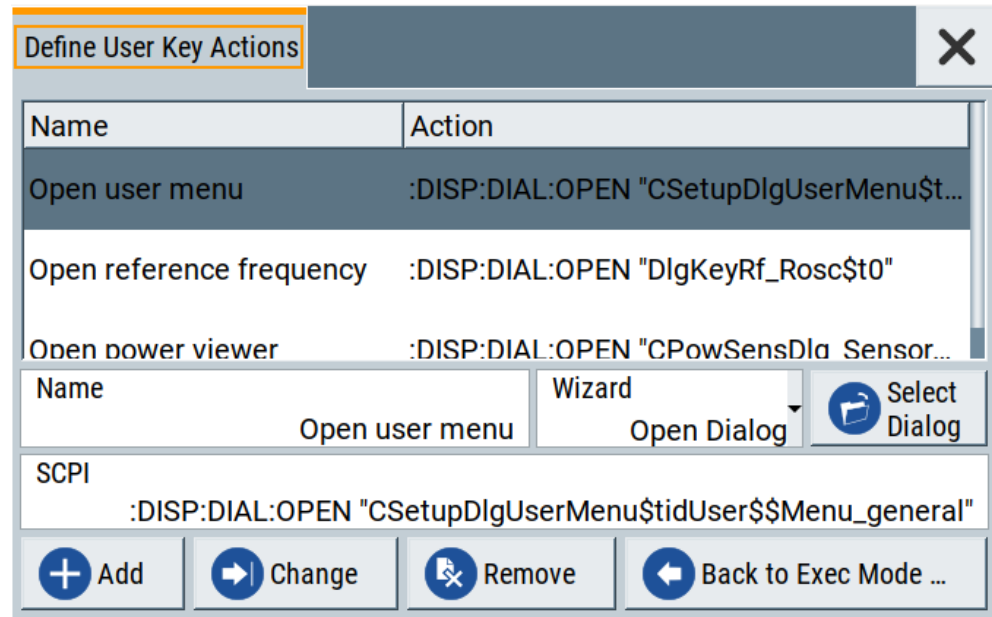 Define User Key Actions
Name Action
Open user menu :DISP:DIAL:OPEN "CSetupDlgUserMenu$t...
Open reference frequency :DISP:DIAL:OPEN "DlgKeyRf_Rosc$t0"
Open power viewer :DISP:DIAL:OPEN "CPowSensDlg_Sensor...
Name Wizard Select
Open user menu Open Dialog Dialog
SCPI
:DISP:DIAL:OPEN "CSetupDlgUserMenu$tidUser$$Menu_general"
Add Change Remove Back to Exec Mode ...